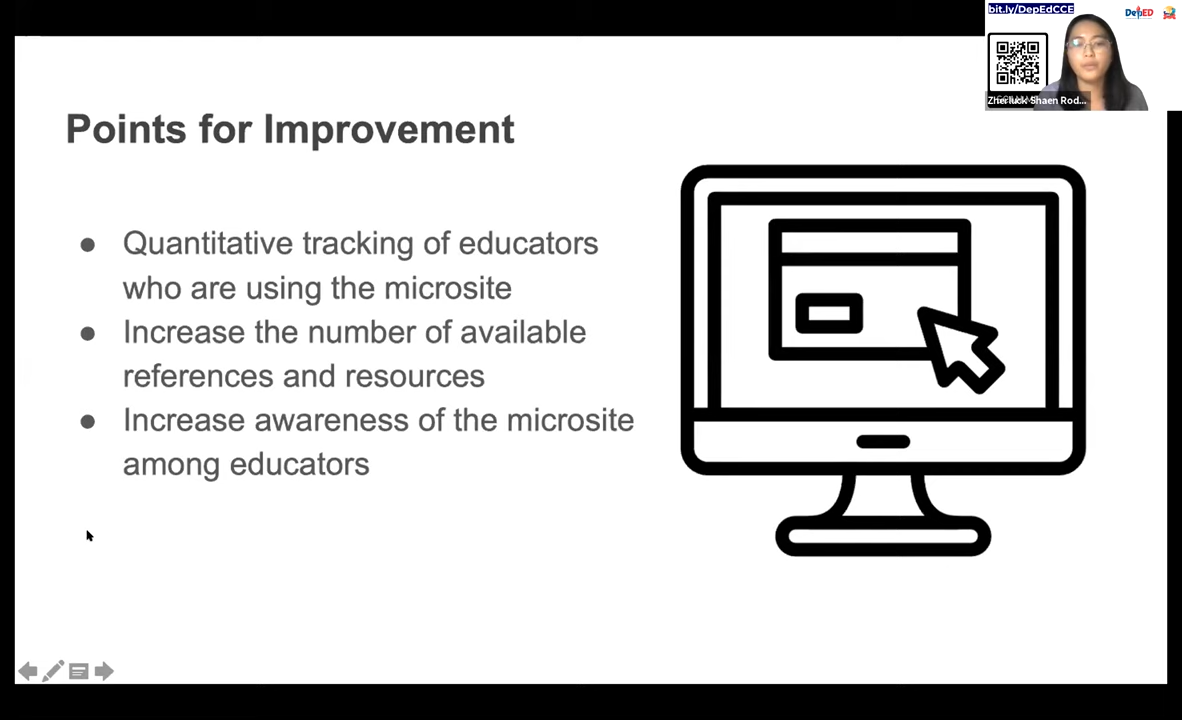 bit.ly/DepEdCCE
DepED
Zherluck Shaen Rod...
Points for Improvement
● Quantitative tracking of educators
who are using the microsite
● Increase the number of available
references and resources
● Increase awareness of the microsite
among educators